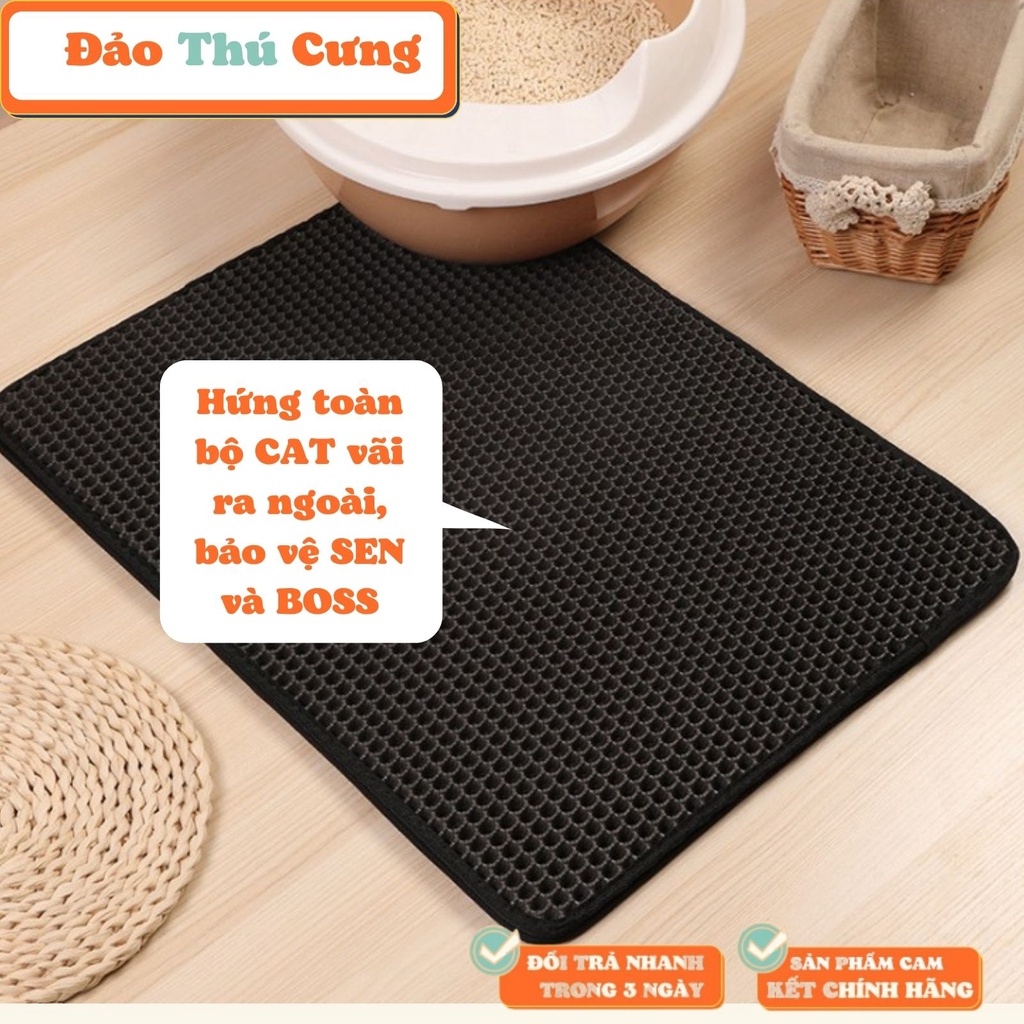 Đảo Thú Cưng
Hứng toàn
bộ CAT vãi
ra ngoài,
bảo vệ SEN
và BOSS
ĐỔI TRẢ NHANH
TRONG 3 NGÀY
SẢN PHẨM CAM
KẾT CHÍNH HÃNG